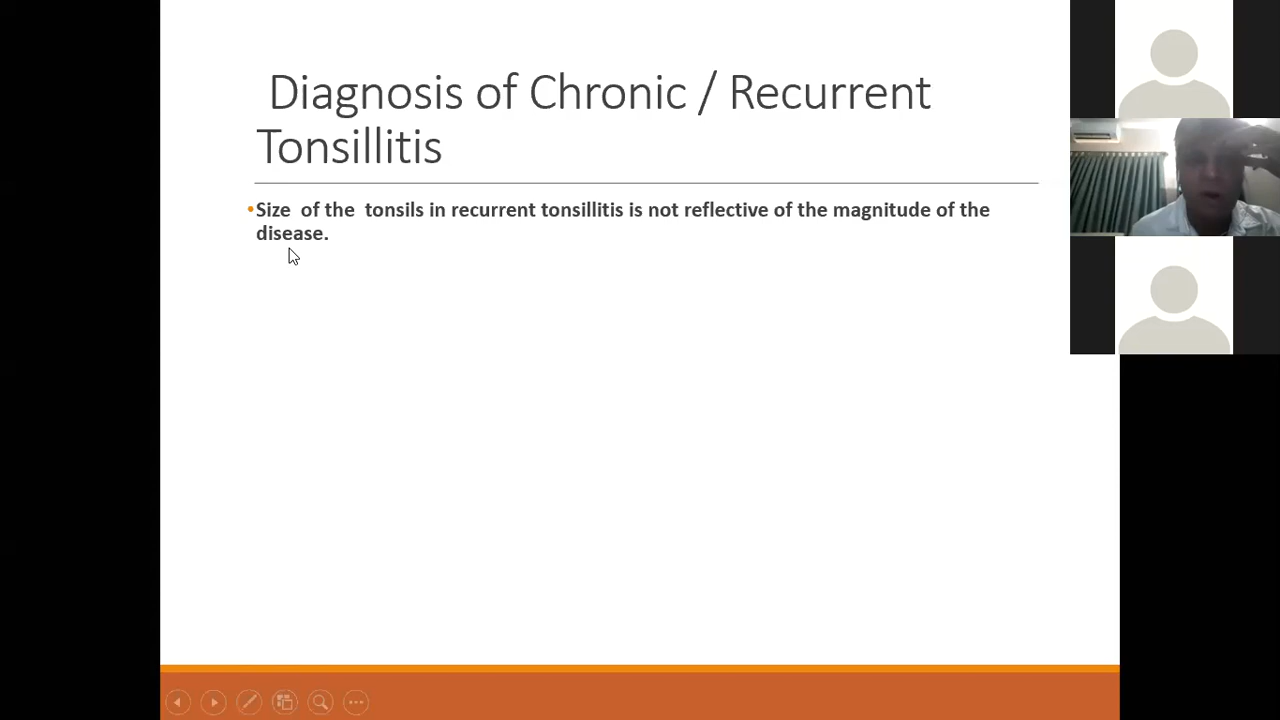 Diagnosis of Chronic / Recurrent
Tonsillitis
•Size of the tonsils in recurrent tonsillitis is not reflective of the magnitude of the
disease.